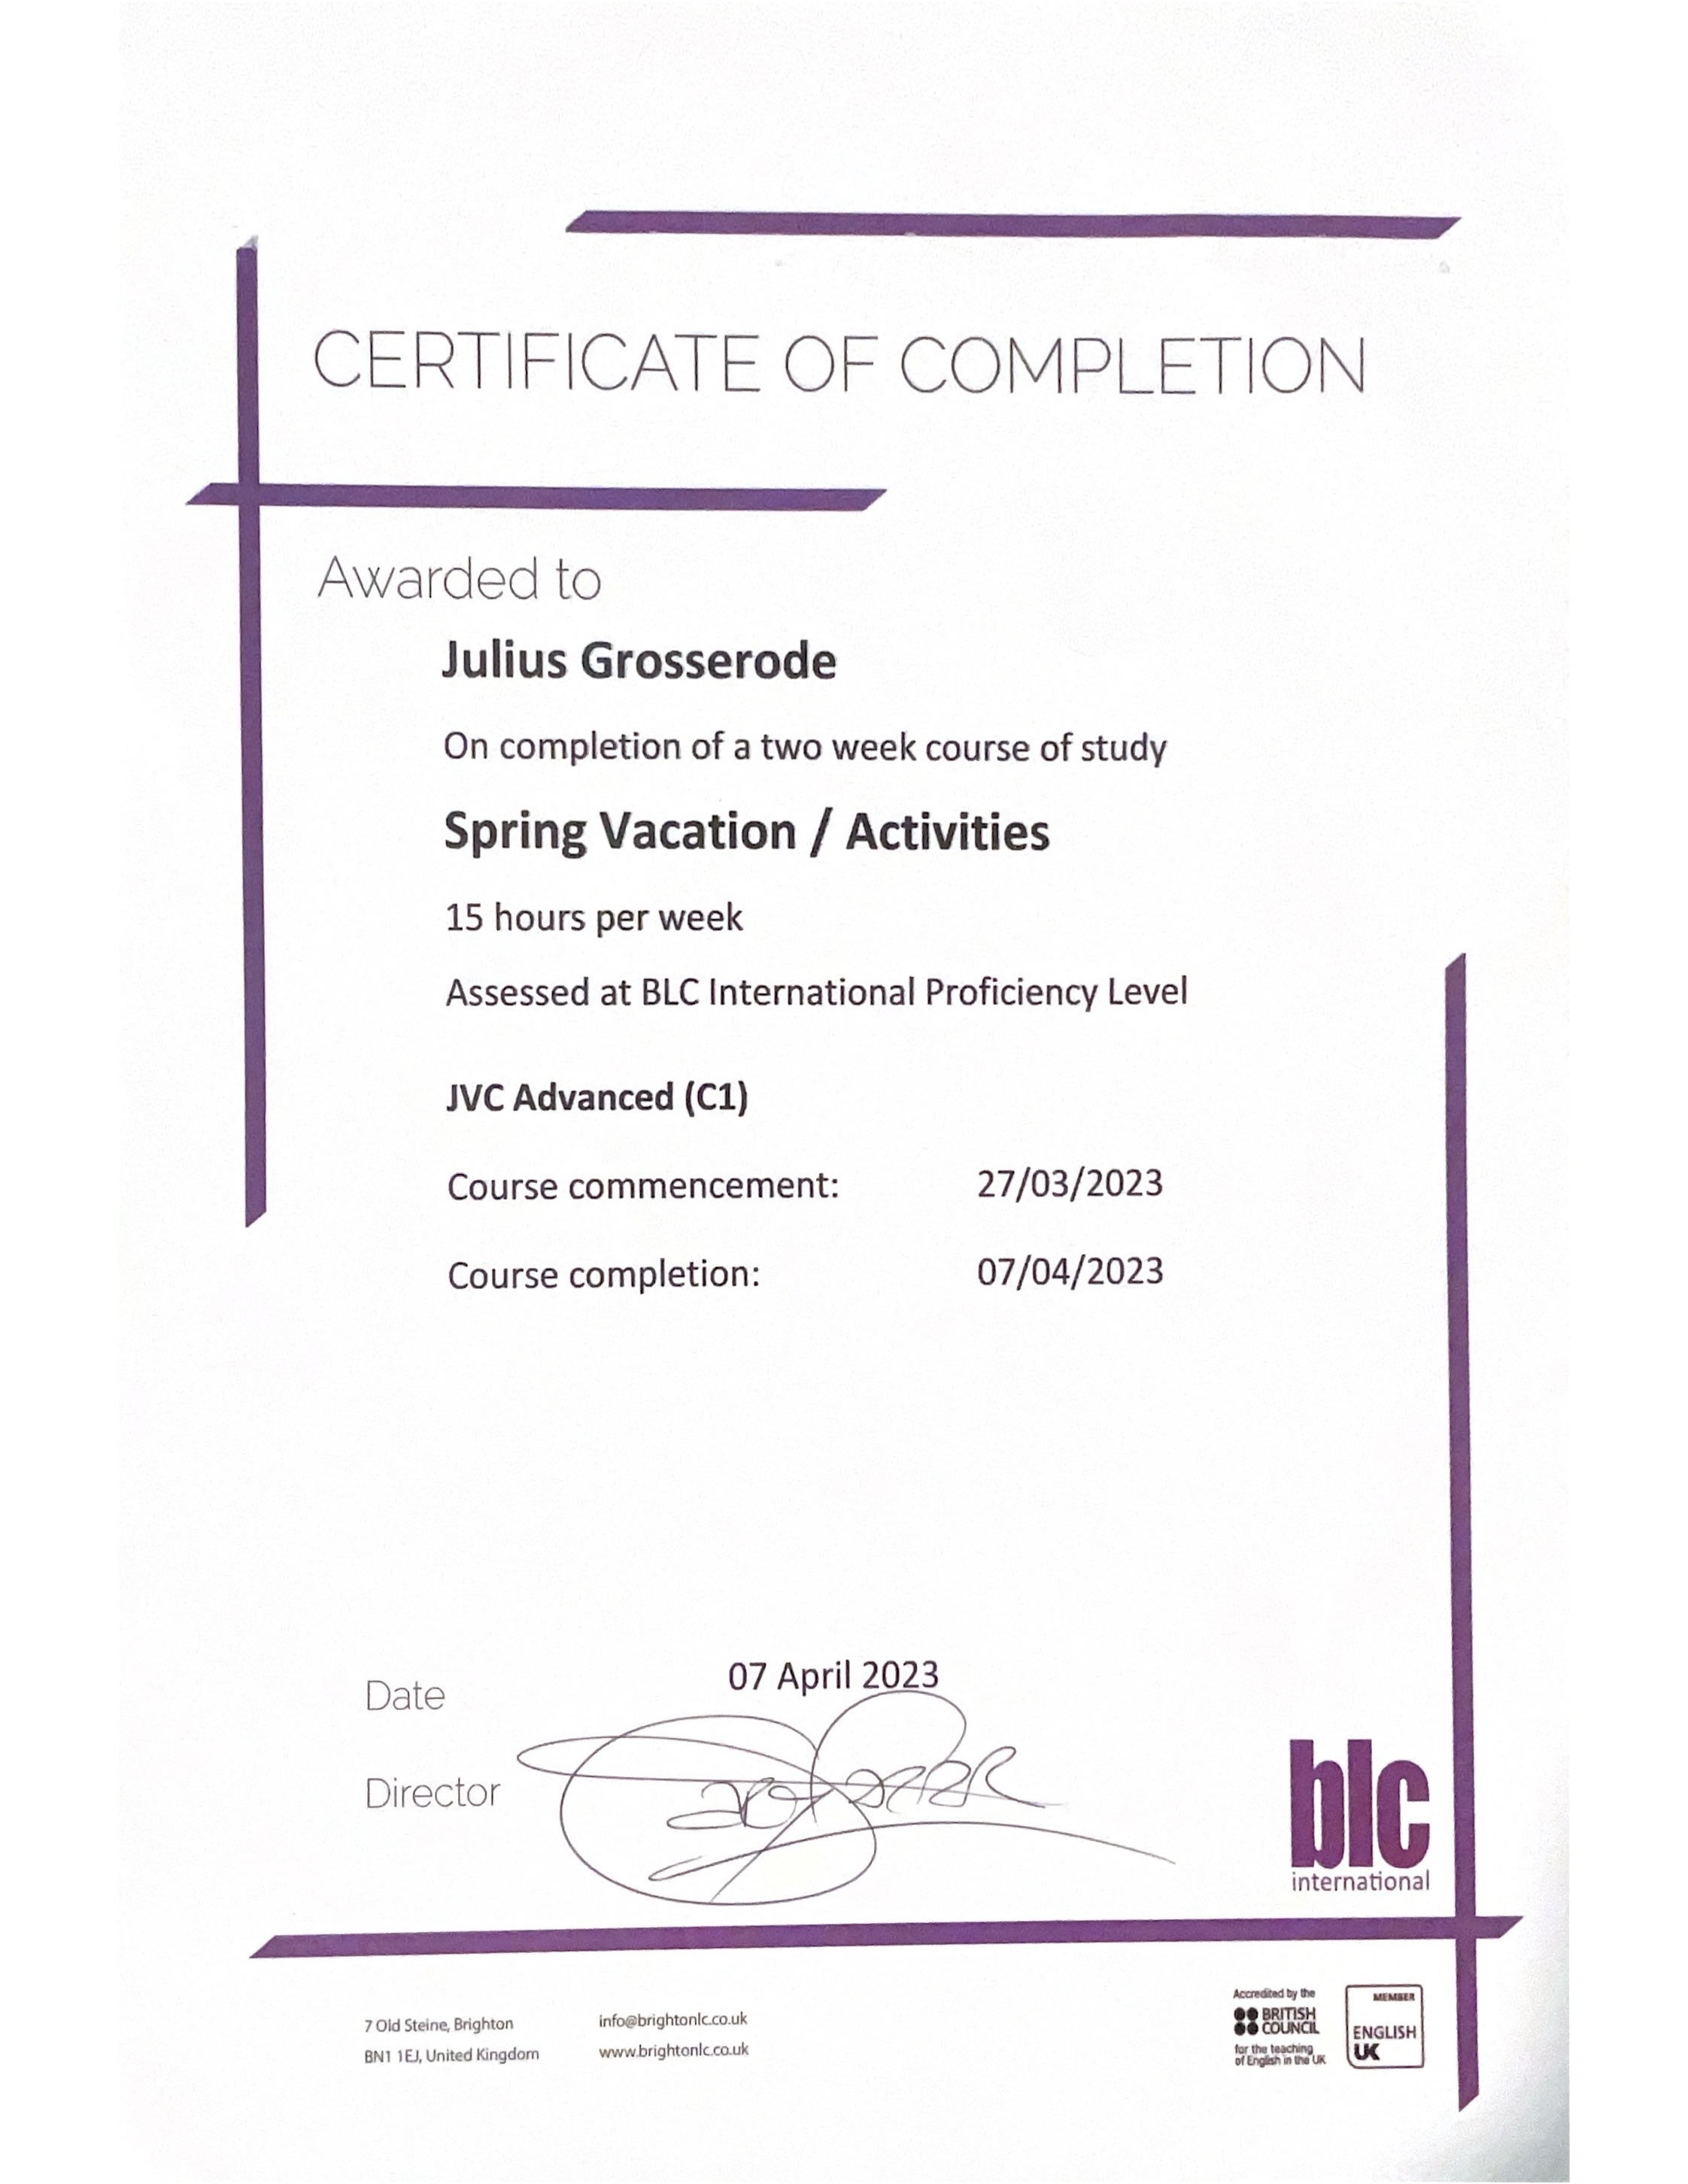 CERTIFICATE OF COMPLETION
Awarded to
Julius Grosserode
On completion of a two week course of study
Spring Vacation / Activities
15 hours per week
Assessed at BLC International Proficiency Level
JVC Advanced (C1)
Course commencement: 27/03/2023
Course completion: 07/04/2023
Date 07 April 2023
Director
blc
international
7 Old Steine, Brighton
BN1 1EJ, United Kingdom
info@brightonlc.co.uk
www.brightonlc.co.uk
Accredited by the
BRITISH
COUNCIL
for the teaching
of English in the UK
MEMBER
ENGLISH
UK